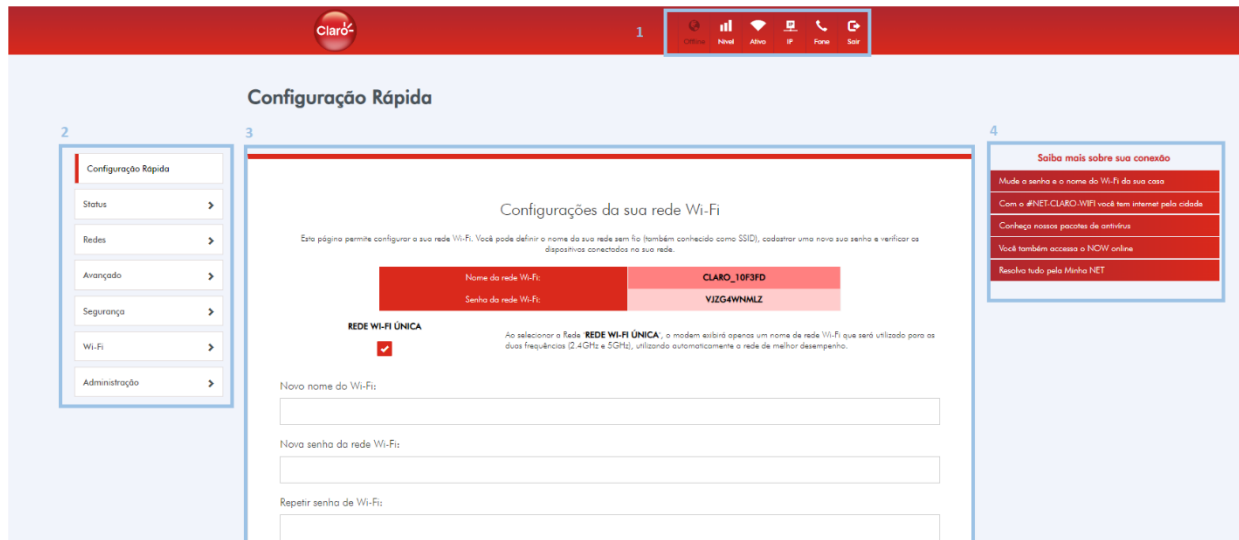 Claro
1
Offline Nível Ativo IP Fone Sair
Configuração Rápida
2
3
4
Configuração Rápida
Status
Redes
Avançado
Segurança
Wi-Fi
Administração
Configurações da sua rede Wi-Fi
Esta página permite configurar a sua rede Wi-Fi. Você pode definir o nome da sua rede sem fio (também conhecido como SSID), cadastrar uma nova sua senha e verificar os
dispositivos conectados na sua rede.
Nome da rede Wi-Fi: CLARO_10F3FD
Senha da rede Wi-Fi: VJZG4WNMLZ
REDE WI-FI ÚNICA
Ao selecionar a Rede 'REDE WI-FI ÚNICA', o modem exibirá apenas um nome de rede Wi-Fi que será utilizado para as
duas frequências (2.4GHz e 5GHz), utilizando automaticamente a rede de melhor desempenho.
Novo nome do Wi-Fi:
Nova senha da rede Wi-Fi:
Repetir senha de Wi-Fi:
Saiba mais sobre sua conexão
Mude a senha e o nome do Wi-Fi da sua casa
Com o #NET-CLARO-WIFI você tem internet pela cidade
Conheça nossos pacotes de antivírus
Você também accessa o NOW online
Resolva tudo pela Minha NET